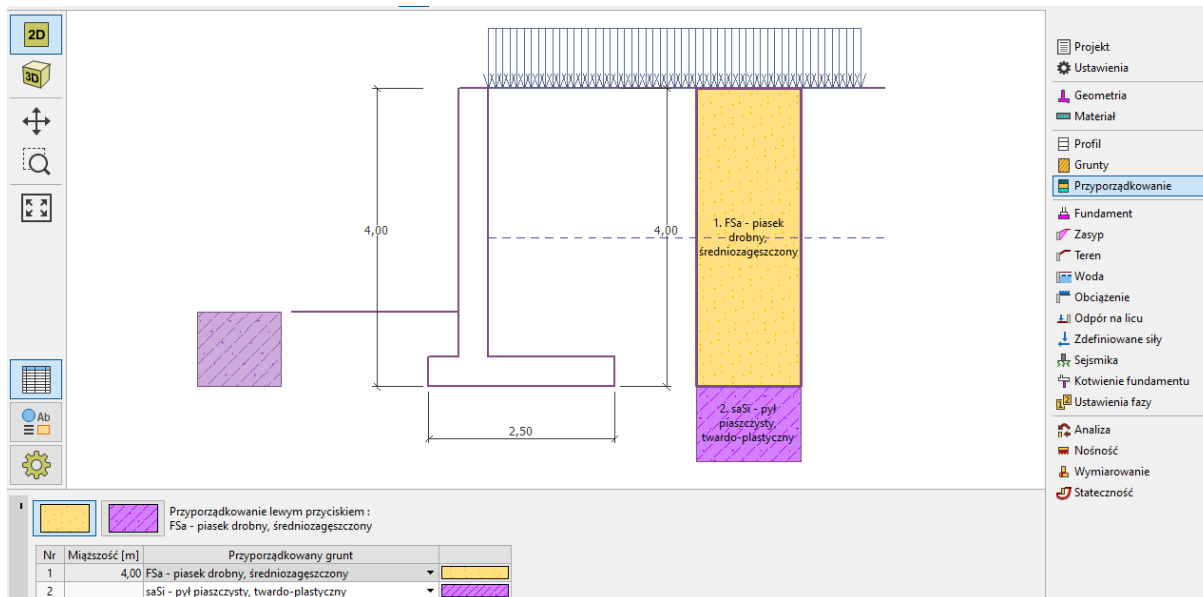 2D
3D
Ab
4,00
4,00
2,50
1. FSa - piasek
drobny,
średniozagęszczony
2. saSi - pył
piaszczysty,
twardo-plastyczny
Projekt
Ustawienia
Geometria
Materiał
Profil
Grunty
Przyporządkowanie
Fundament
Zasyp
Teren
Woda
Obciążenie
Odpór na licu
Zdefiniowane siły
Sejsmika
Kotwienie fundamentu
Ustawienia fazy
Analiza
Nośność
Wymiarowanie
Stateczność
Przyporządkowanie lewym przyciskiem :
FSa - piasek drobny, średniozagęszczony
Nr Miąższość [m] Przyporządkowany grunt
1 4,00 FSa - piasek drobny, średniozagęszczony
2 saSi - pył piaszczysty, twardo-plastyczny